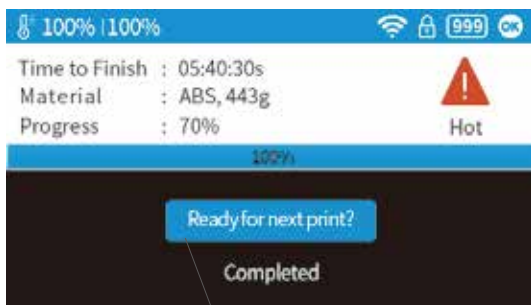 100% | 100% 999 OK
Time to Finish : 05:40:30s
Material : ABS, 443g
Progress : 70%
Hot
100%
Ready for next print?
Completed